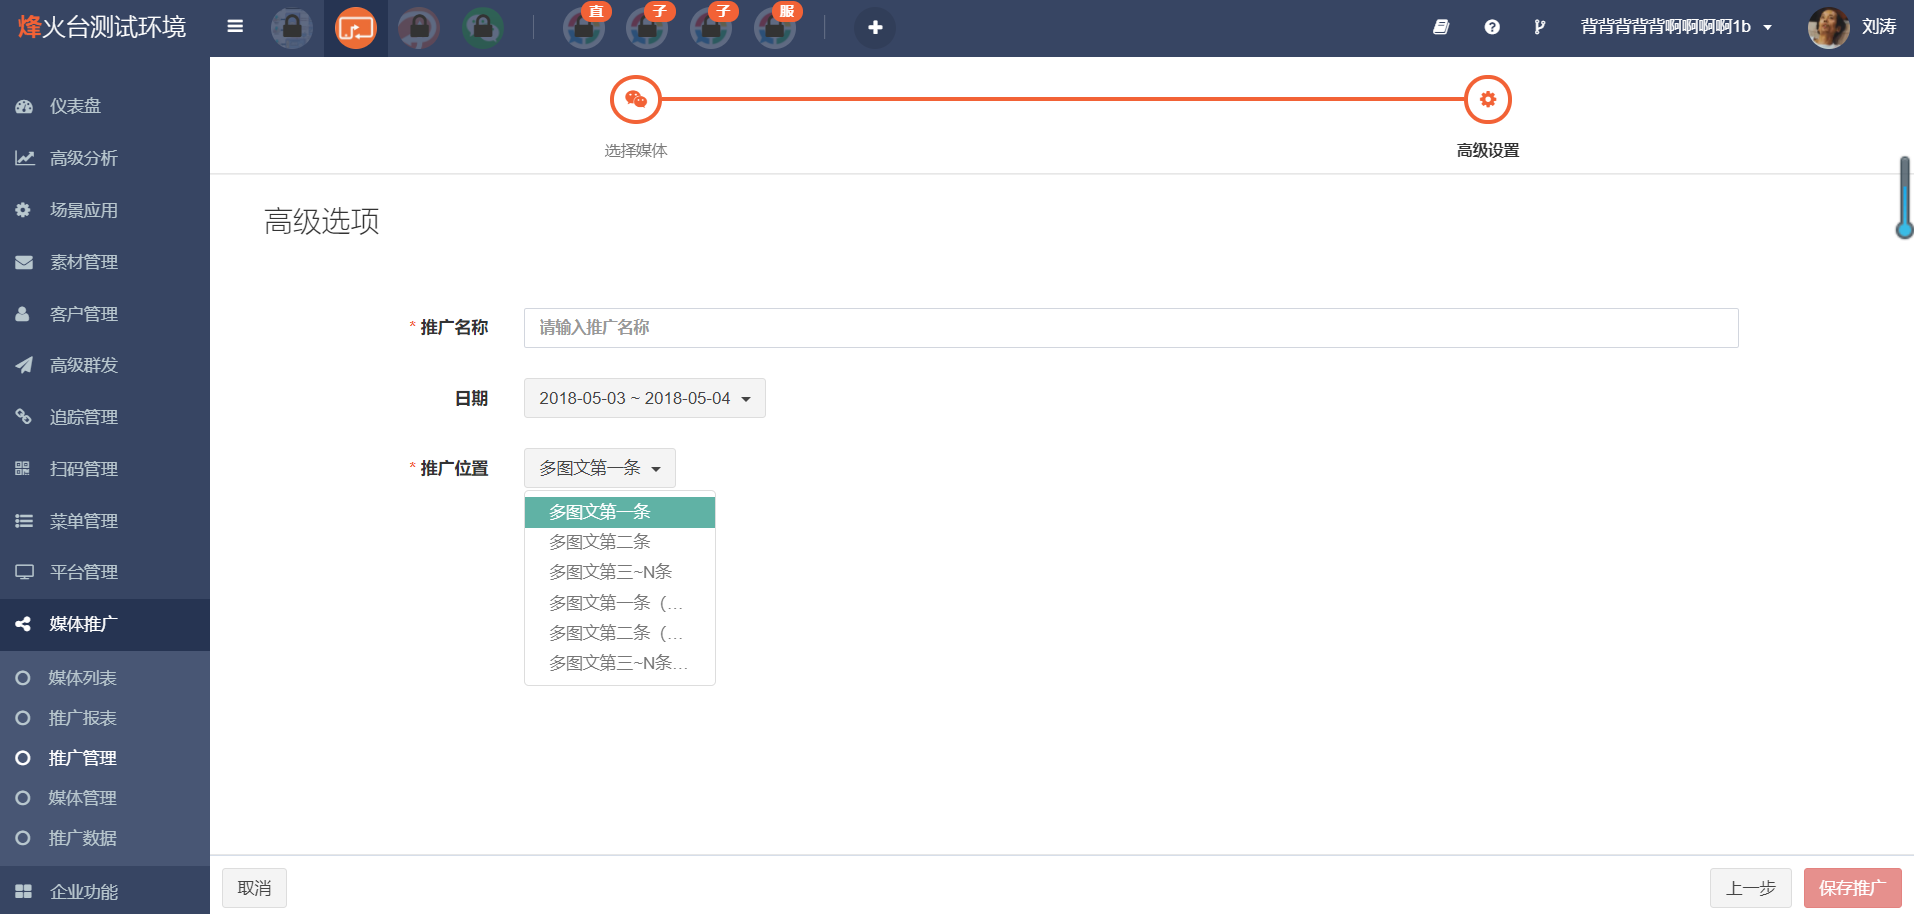 烽火台测试环境
直
子
子
服
背背背背背啊啊啊啊1b
刘涛
仪表盘
高级分析
场景应用
素材管理
客户管理
高级群发
追踪管理
扫码管理
菜单管理
平台管理
媒体推广
媒体列表
推广报表
推广管理
媒体管理
推广数据
企业功能
选择媒体
高级设置
高级选项
* 推广名称
请输入推广名称
日期
2018-05-03 ~ 2018-05-04
* 推广位置
多图文第一条
多图文第一条
多图文第二条
多图文第三~N条
多图文第一条（…
多图文第二条（…
多图文第三~N条…
取消
上一步
保存推广